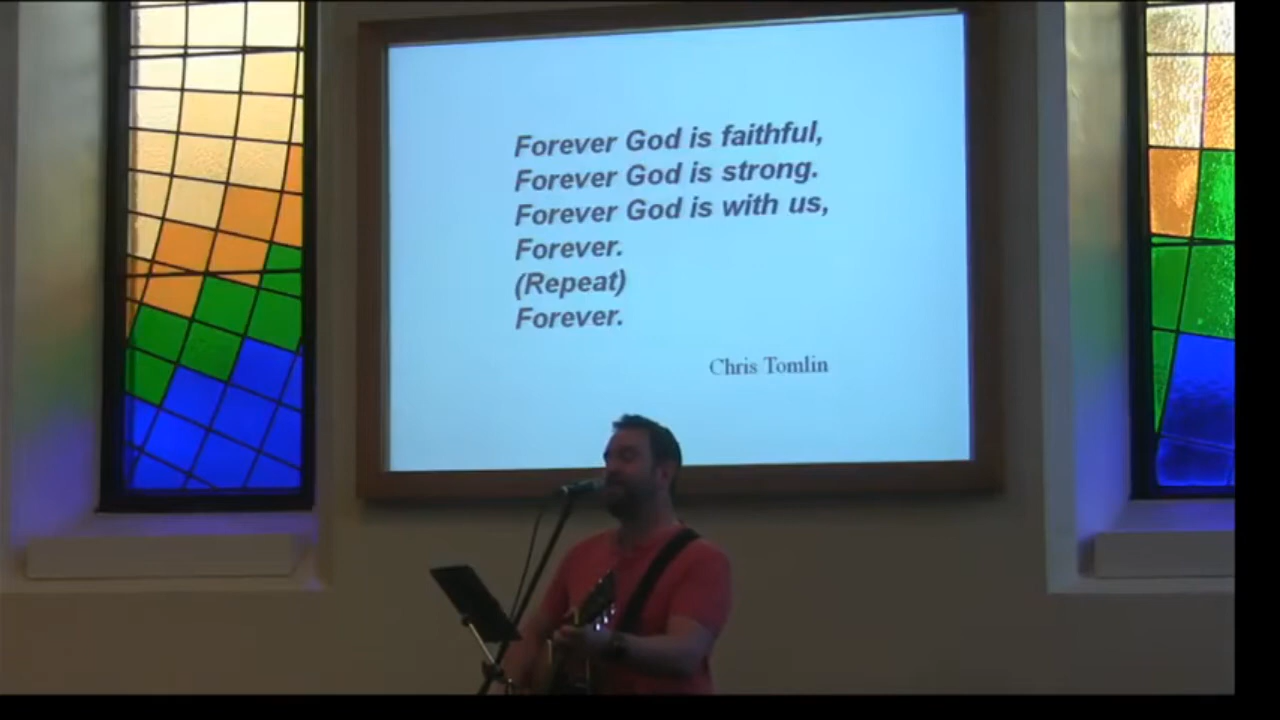 Forever God is faithful,
Forever God is strong.
Forever God is with us,
Forever.
(Repeat)
Forever.
Chris Tomlin